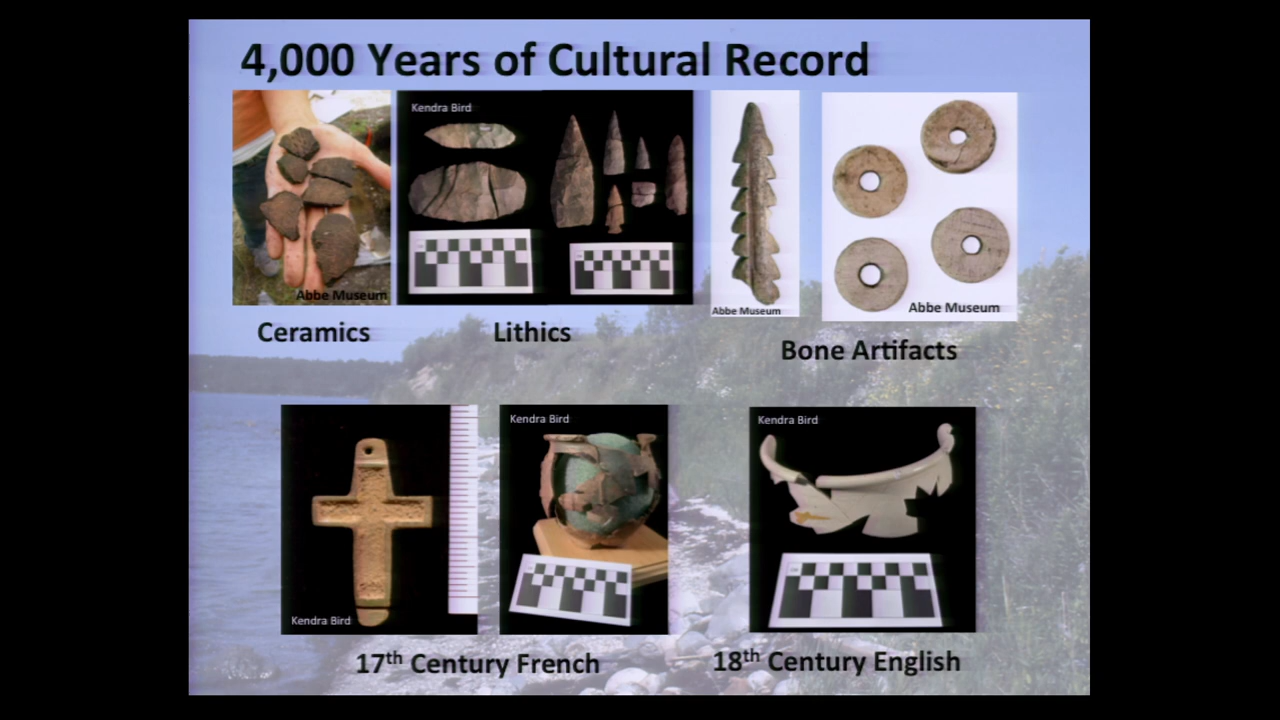 4,000 Years of Cultural Record
Kendra Bird
Abbe Museum
Abbe Museum
Abbe Museum
Ceramics
Lithics
Bone Artifacts
Kendra Bird
Kendra Bird
Kendra Bird
17th Century French
18th Century English